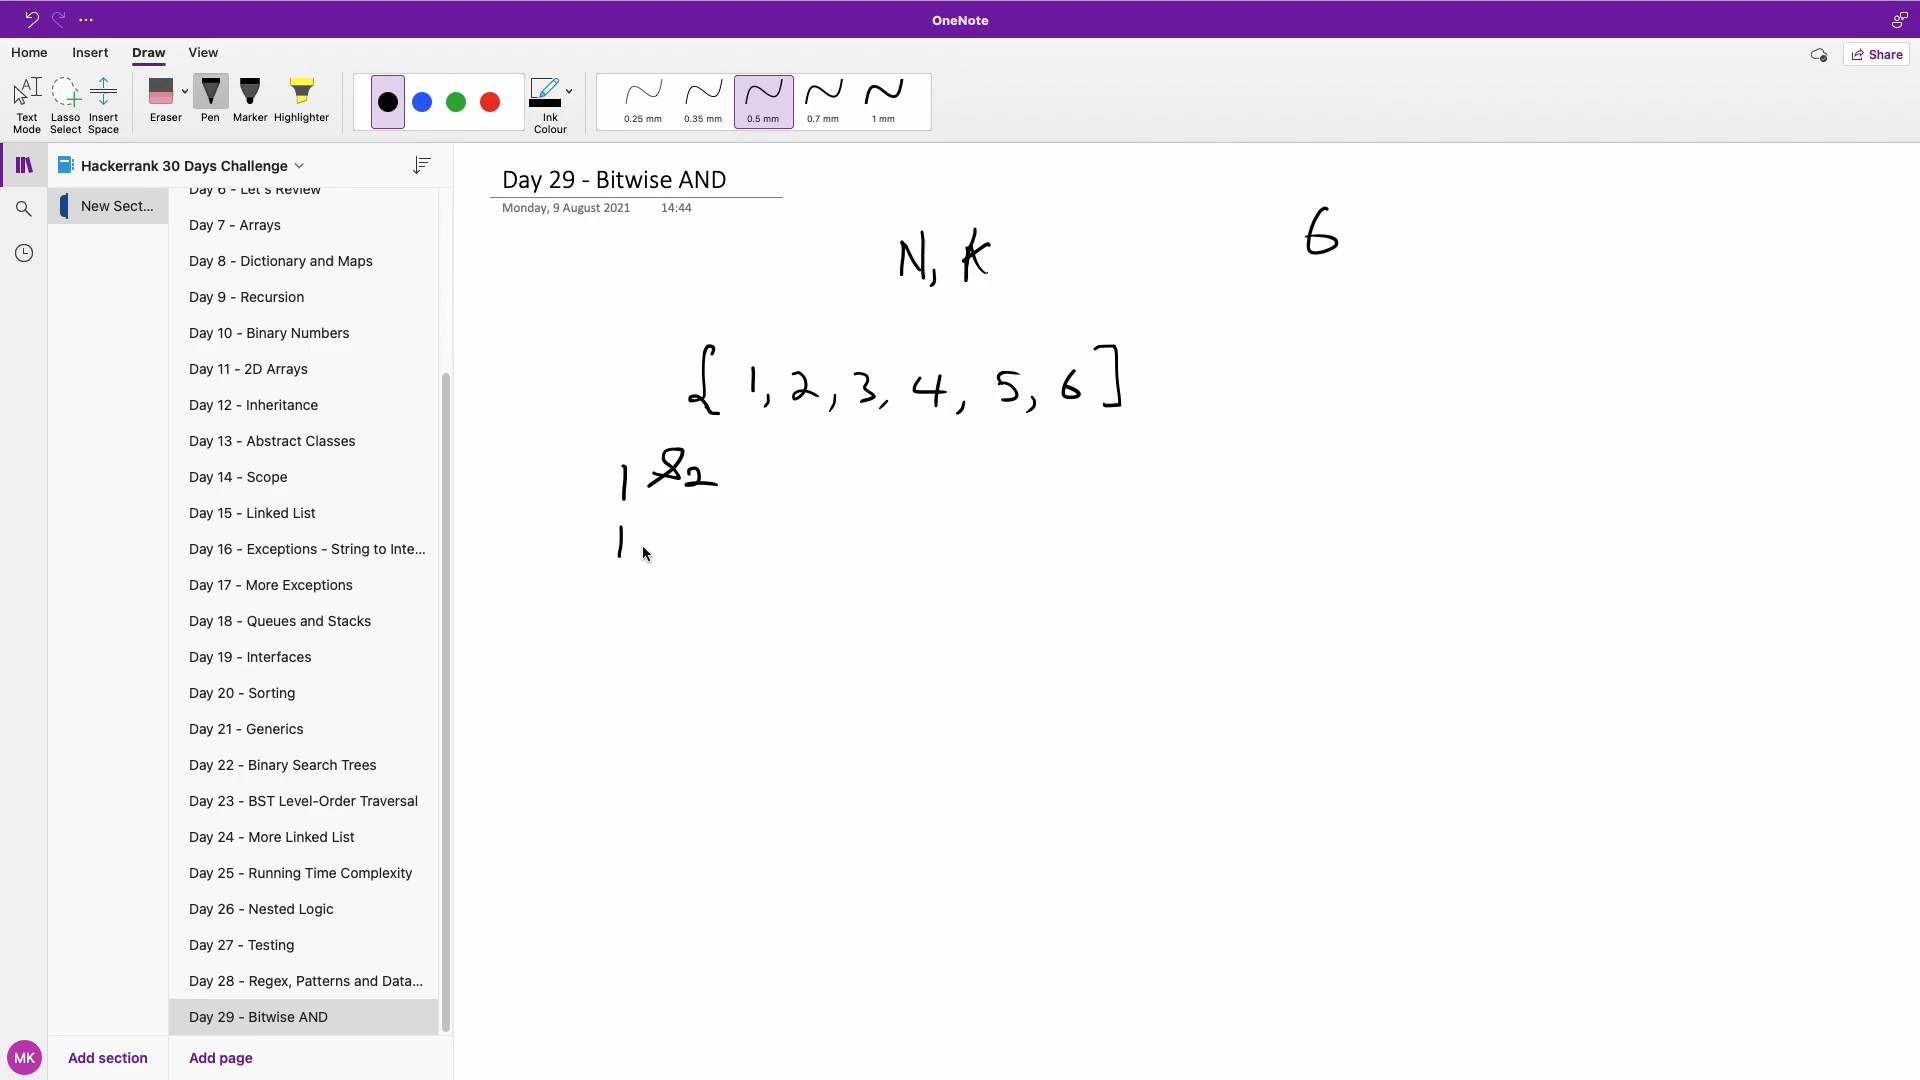 OneNote
Home Insert Draw View
Share
Text Mode
Lasso Select
Insert Space
Eraser
Pen
Marker
Highlighter
Ink Colour
0.25 mm
0.35 mm
0.5 mm
0.7 mm
1 mm
Hackerrank 30 Days Challenge
New Sect...
Day 6 - Let's Review
Day 7 - Arrays
Day 8 - Dictionary and Maps
Day 9 - Recursion
Day 10 - Binary Numbers
Day 11 - 2D Arrays
Day 12 - Inheritance
Day 13 - Abstract Classes
Day 14 - Scope
Day 15 - Linked List
Day 16 - Exceptions - String to Inte...
Day 17 - More Exceptions
Day 18 - Queues and Stacks
Day 19 - Interfaces
Day 20 - Sorting
Day 21 - Generics
Day 22 - Binary Search Trees
Day 23 - BST Level-Order Traversal
Day 24 - More Linked List
Day 25 - Running Time Complexity
Day 26 - Nested Logic
Day 27 - Testing
Day 28 - Regex, Patterns and Data...
Day 29 - Bitwise AND
MK
Add section
Add page
Day 29 - Bitwise AND
Monday, 9 August 2021 14:44
N, K
6
[ 1, 2, 3, 4, 5, 6 ]
1 & 2
1